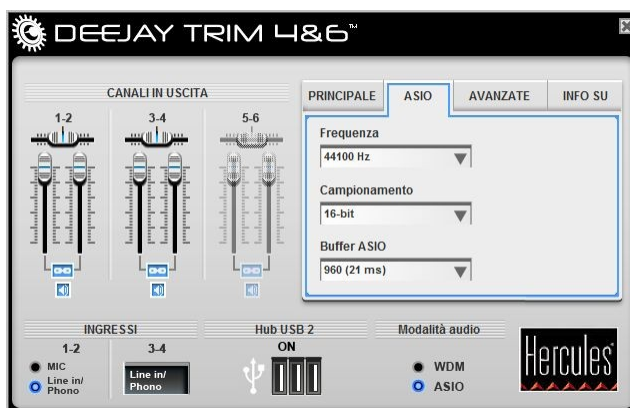 DEEJAY TRIM 4&6™
CANALI IN USCITA
1-2 3-4 5-6
PRINCIPALE ASIO AVANZATE INFO SU
Frequenza
44100 Hz
Campionamento
16-bit
Buffer ASIO
960 (21 ms)
INGRESSI
1-2 3-4
MIC
Line in/
Phono
Line in/
Phono
Hub USB 2
ON
Modalità audio
WDM
ASIO
Hercules